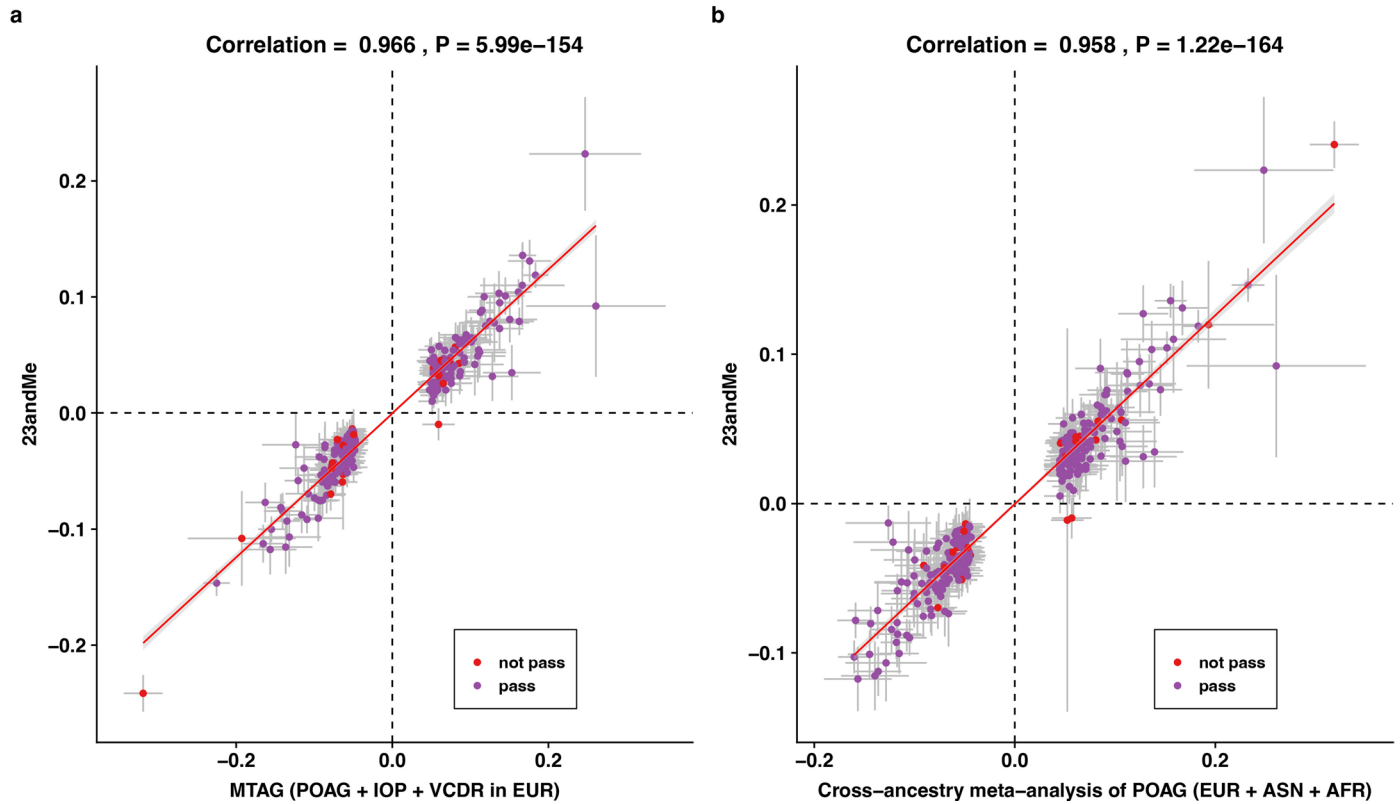 a
Correlation =  0.966 , P = 5.99e−154
23andMe
0.2
0.1
0.0
−0.1
−0.2
−0.2
0.0
0.2
not pass
pass
MTAG (POAG + IOP + VCDR in EUR)
b
Correlation =  0.958 , P = 1.22e−164
23andMe
0.2
0.1
0.0
−0.1
−0.2
0.0
0.2
not pass
pass
Cross−ancestry meta−analysis of POAG (EUR + ASN + AFR)